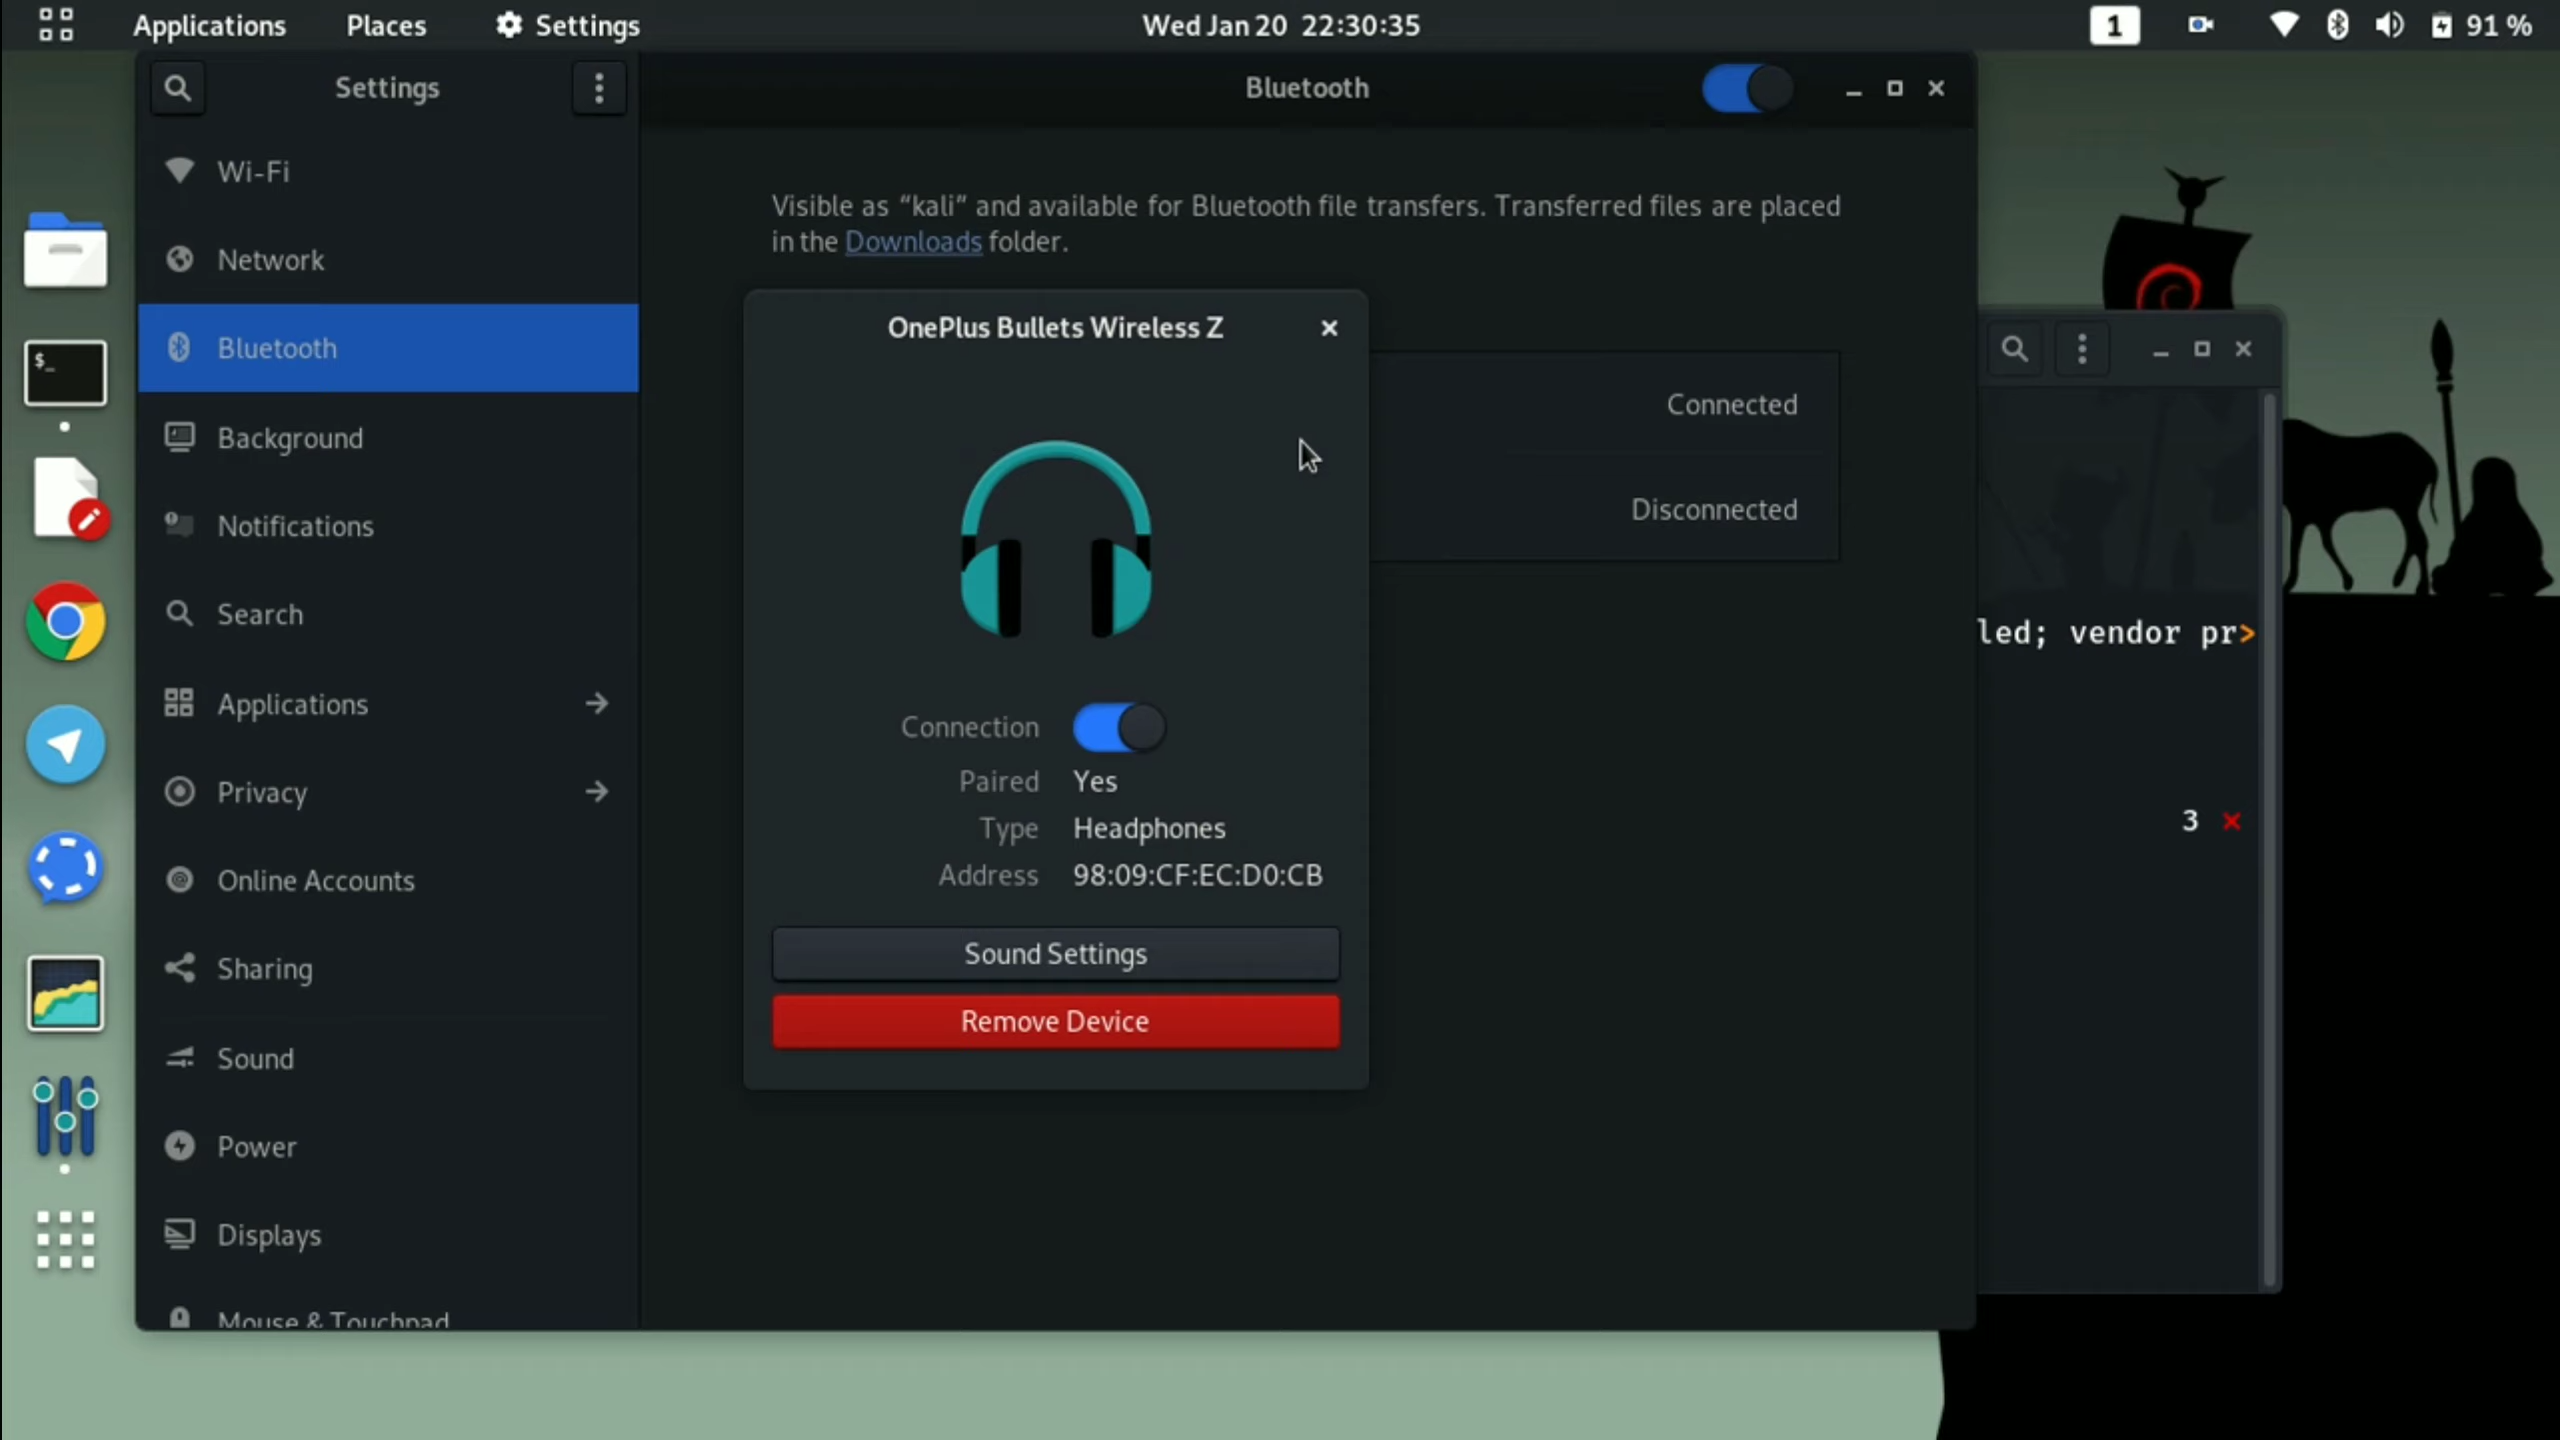 Applications
Places
Settings
Wed Jan 20 22:30:35
1
91 %
Settings
Bluetooth
Wi-Fi
Network
Bluetooth
Background
Notifications
Search
Applications
Privacy
Online Accounts
Sharing
Sound
Power
Displays
Mouse & Touchpad
Visible as “kali” and available for Bluetooth file transfers. Transferred files are placed
in the Downloads folder.
OnePlus Bullets Wireless Z
Connected
Disconnected
Connection
Paired Yes
Type Headphones
Address 98:09:CF:EC:D0:CB
Sound Settings
Remove Device
$_
led; vendor pr>
3 ×